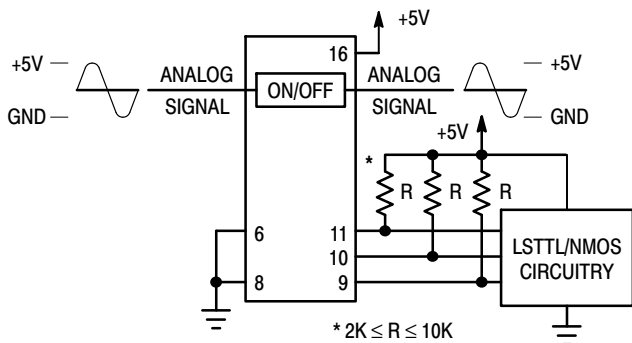 +5V
16
+5V
ANALOG
SIGNAL
ON/OFF
ANALOG
SIGNAL
+5V
GND
GND
+5V
*
R
R
R
6
11
10
8
9
LSTTL/NMOS
CIRCUITRY
* 2K ≤ R ≤ 10K